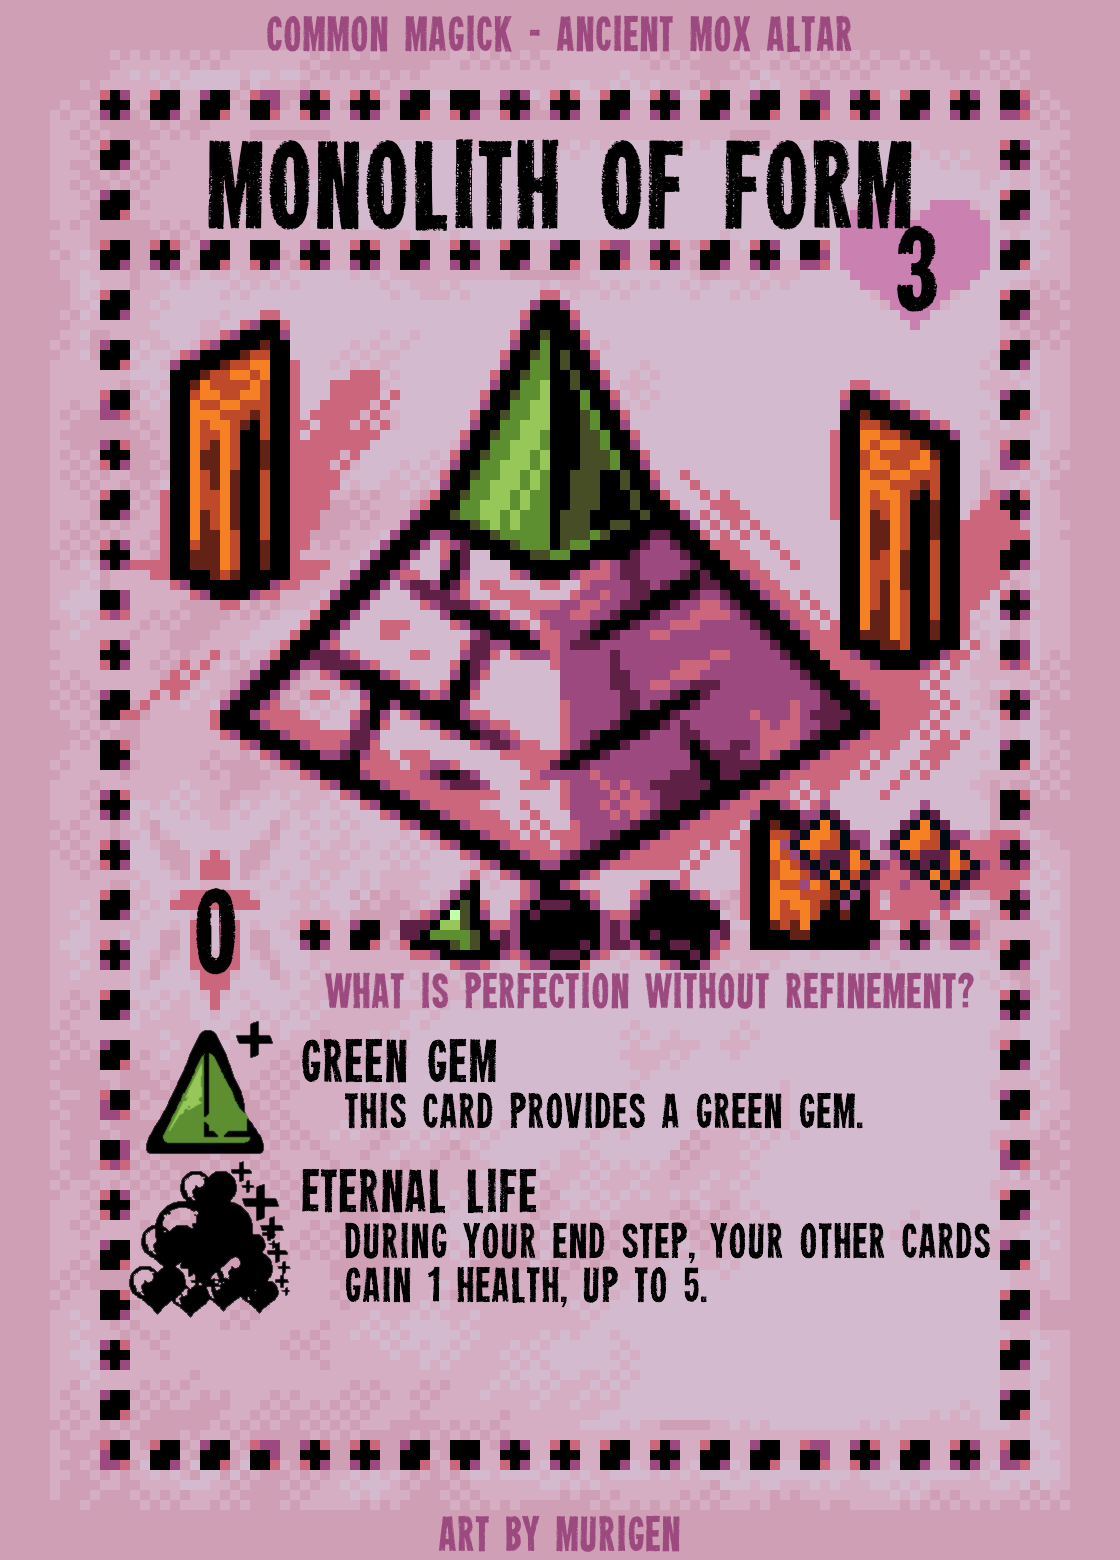 COMMON MAGICK - ANCIENT MOX ALTAR
MONOLITH OF FORM
3
0
WHAT IS PERFECTION WITHOUT REFINEMENT?
GREEN GEM
THIS CARD PROVIDES A GREEN GEM.
ETERNAL LIFE
DURING YOUR END STEP, YOUR OTHER CARDS
GAIN 1 HEALTH, UP TO 5.
ART BY MURIGEN